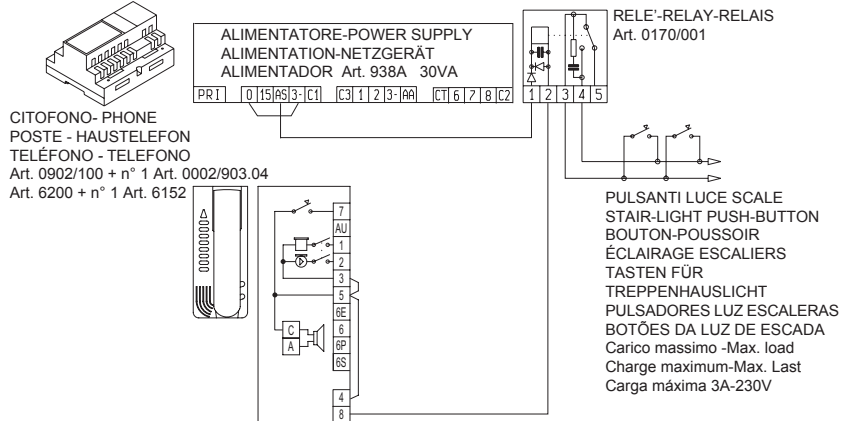 ALIMENTATORE-POWER SUPPLY
ALIMENTATION-NETZGERÄT
ALIMENTADOR Art. 938A 30VA
PRI 0 15 AS 3- C1 C3 1 2 3- AA CT 6 7 8 C2
RELE'-RELAY-RELAIS
Art. 0170/001
1 2 3 4 5
CITOFONO- PHONE
POSTE - HAUSTELEFON
TELÉFONO - TELEFONO
Art. 0902/100 + n° 1 Art. 0002/903.04
Art. 6200 + n° 1 Art. 6152
7
AU
1
2
3
5
6E
C 6
A 6P
6S
4
8
PULSANTI LUCE SCALE
STAIR-LIGHT PUSH-BUTTON
BOUTON-POUSSOIR
ÉCLAIRAGE ESCALIERS
TASTEN FÜR
TREPPENHAUSLICHT
PULSADORES LUZ ESCALERAS
BOTÕES DA LUZ DE ESCADA
Carico massimo -Max. load
Charge maximum-Max. Last
Carga máxima 3A-230V